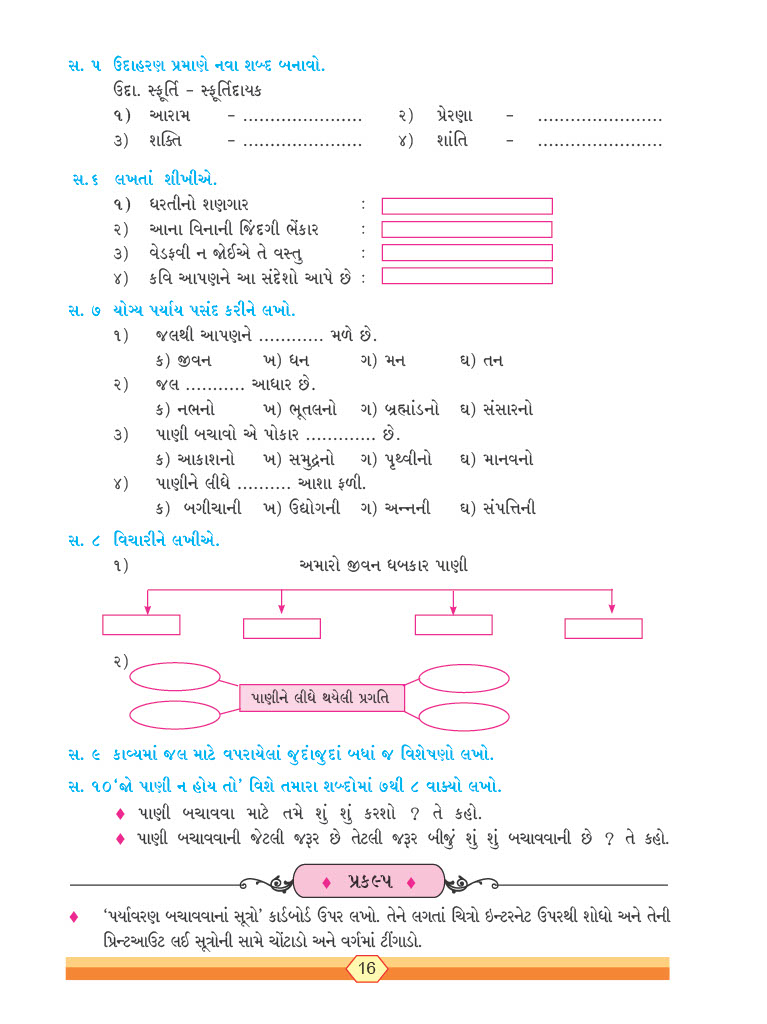 સ. ૫ ઉદાહરણ પ્રમાણે નવા શબ્દ બનાવો.
ઉદા. સ્ફૂર્તિ – સ્ફૂર્તિદાયક
૧) આરામ – ...................... ૨) પ્રેરણા – .......................
૩) શક્તિ – ...................... ૪) શાંતિ – .......................
સ.૬ લખતાં શીખીએ.
૧) ધરતીનો શણગાર :
૨) આના વિનાની જિંદગી ભેંકાર :
૩) વેડફવી ન જોઈએ તે વસ્તુ :
૪) કવિ આપણને આ સંદેશો આપે છે :
સ. ૭ યોગ્ય પર્યાય પસંદ કરીને લખો.
૧) જલથી આપણને ............ મળે છે.
ક) જીવન ખ) ધન ગ) મન ઘ) તન
૨) જલ ........... આધાર છે.
ક) નભનો ખ) ભૂતલનો ગ) બ્રહ્માંડનો ઘ) સંસારનો
૩) પાણી બચાવો એ પોકાર ............. છે.
ક) આકાશનો ખ) સમુદ્રનો ગ) પૃથ્વીનો ઘ) માનવનો
૪) પાણીને લીધે .......... આશા ફળી.
ક) બગીચાની ખ) ઉદ્યોગની ગ) અન્નની ઘ) સંપત્તિની
સ. ૮ વિચારીને લખીએ.
૧) અમારો જીવન ધબકાર પાણી
૨)
પાણીને લીધે થયેલી પ્રગતિ
સ. ૯ કાવ્યમાં જલ માટે વપરાયેલાં જુદાંજુદાં બધાં જ વિશેષણો લખો.
સ. ૧૦ ‘જો પાણી ન હોય તો’ વિશે તમારા શબ્દોમાં ૭થી ૮ વાક્યો લખો.
♦ પાણી બચાવવા માટે તમે શું શું કરશો ? તે કહો.
♦ પાણી બચાવવાની જેટલી જરૂર છે તેટલી જરૂર બીજું શું શું બચાવવાની છે ? તે કહો.
♦ પ્રકલ્પ ♦
♦ ‘પર્યાવરણ બચાવવાનાં સૂત્રો’ કાર્ડબોર્ડ ઉપર લખો. તેને લગતાં ચિત્રો ઇન્ટરનેટ ઉપરથી શોધો અને તેની
પ્રિન્ટઆઉટ લઈ સૂત્રોની સામે ચોંટાડો અને વર્ગમાં ટીંગાડો.
16